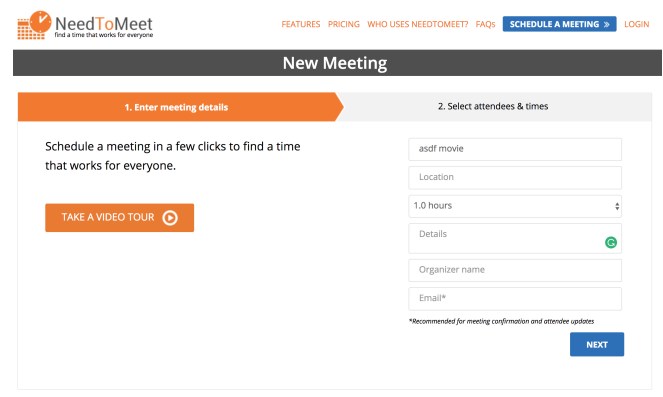 NeedToMeet
find a time that works for everyone
FEATURES PRICING WHO USES NEEDTOMEET? FAQs SCHEDULE A MEETING » LOGIN
New Meeting
1. Enter meeting details
2. Select attendees & times
Schedule a meeting in a few clicks to find a time
that works for everyone.
TAKE A VIDEO TOUR
asdf movie
Location
1.0 hours
Details
Organizer name
Email*
*Recommended for meeting confirmation and attendee updates
NEXT